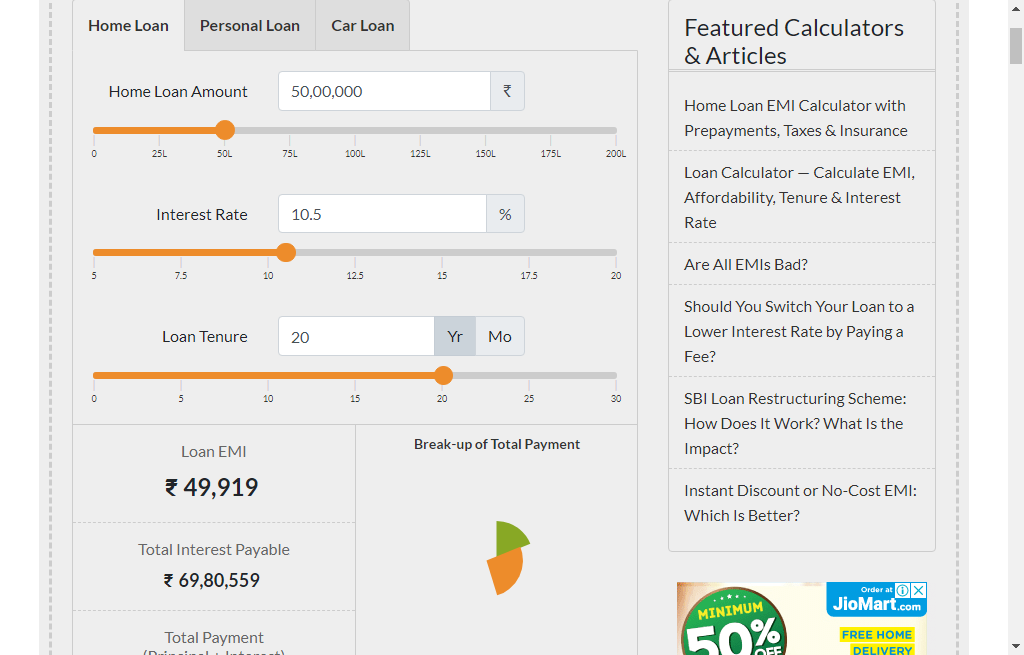 Home Loan
Personal Loan
Car Loan
Home Loan Amount
50,00,000
₹
0
25L
50L
75L
100L
125L
150L
175L
200L
Interest Rate
10.5
%
5
7.5
10
12.5
15
17.5
20
Loan Tenure
20
Yr
Mo
0
5
10
15
20
25
30
Loan EMI
₹ 49,919
Total Interest Payable
₹ 69,80,559
Total Payment
(Principal + Interest)
Break-up of Total Payment
Featured Calculators
& Articles
Home Loan EMI Calculator with
Prepayments, Taxes & Insurance
Loan Calculator — Calculate EMI,
Affordability, Tenure & Interest
Rate
Are All EMIs Bad?
Should You Switch Your Loan to a
Lower Interest Rate by Paying a
Fee?
SBI Loan Restructuring Scheme:
How Does It Work? What Is the
Impact?
Instant Discount or No-Cost EMI:
Which Is Better?
MINIMUM
50%
OFF
Order at
JioMart.com
FREE HOME
DELIVERY